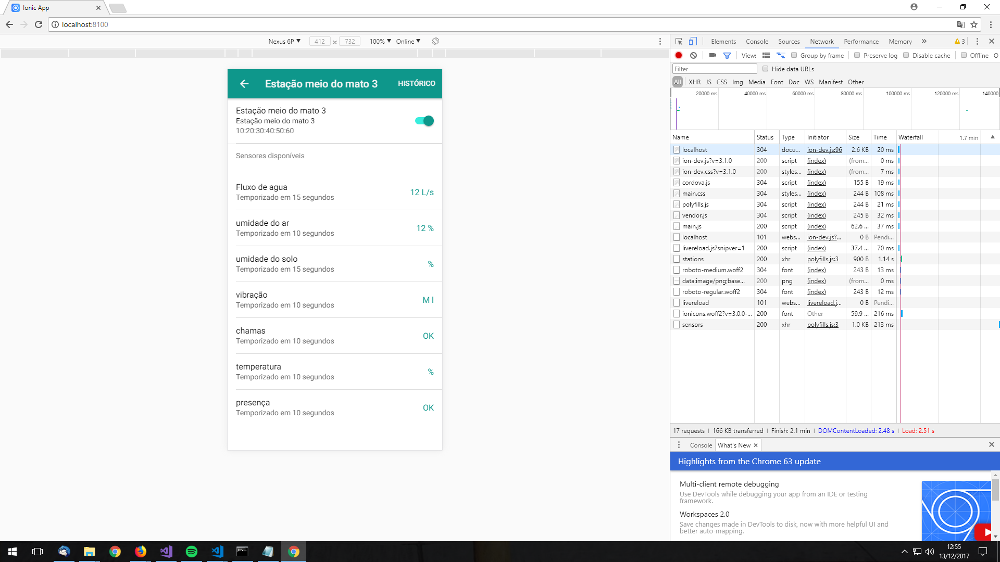 Ionic App
localhost:8100
Nexus 6P ▼ 412 x 732 100% ▼ Online ▼
Estação meio do mato 3 HISTÓRICO
Estação meio do mato 3
Estação meio do mato 3
10:20:30:40:50:60
Sensores disponíveis
Fluxo de agua
Temporizado em 15 segundos
12 L/s
umidade do ar
Temporizado em 10 segundos
12 %
umidade do solo
Temporizado em 15 segundos
%
vibração
Temporizado em 10 segundos
M l
chamas
Temporizado em 10 segundos
OK
temperatura
Temporizado em 10 segundos
%
presença
Temporizado em 10 segundos
OK
Elements Console Sources Network Performance Memory » 3
View: Group by frame Preserve log Disable cache Offline O
Filter Hide data URLs
All XHR JS CSS Img Media Font Doc WS Manifest Other
20000 ms 40000 ms 60000 ms 80000 ms 100000 ms 120000 ms 140000
Name Status Type Initiator Size Time Waterfall 1.7 min
localhost 304 docu... ion-dev.js:96 2.6 KB 20 ms
ion-dev.js?v=3.1.0 200 script (index) (from... 0 ms
ion-dev.css?v=3.1.0 200 styles... (index) (from... 7 ms
cordova.js 304 script (index) 155 B 19 ms
main.css 304 styles... (index) 244 B 108 ms
polyfills.js 304 script (index) 244 B 21 ms
vendor.js 304 script (index) 245 B 32 ms
main.js 200 script (index) 62.6 ... 37 ms
localhost 101 webs... ion-dev.js?... 0 B Pendi...
livereload.js?snipver=1 200 script (index) 37.4 ... 70 ms
stations 200 xhr polyfills.js:3 900 B 1.14 s
roboto-medium.woff2 304 font (index) 243 B 13 ms
data:image/png;base... 200 png (index) (from... 0 ms
roboto-regular.woff2 304 font (index) 243 B 12 ms
livereload 101 webs... livereload.j... 0 B Pendi...
ionicons.woff2?v=3.0.0-... 200 font Other 59.9 ... 216 ms
sensors 200 xhr polyfills.js:3 1.0 KB 213 ms
17 requests | 166 KB transferred | Finish: 2.1 min | DOMContentLoaded: 2.48 s | Load: 2.51 s
Console What's New
Highlights from the Chrome 63 update
Multi-client remote debugging
Use DevTools while debugging your app from an IDE or testing
framework.
Workspaces 2.0
Save changes made in DevTools to disk, now with more helpful UI and
better auto-mapping.
12:55
13/12/2017